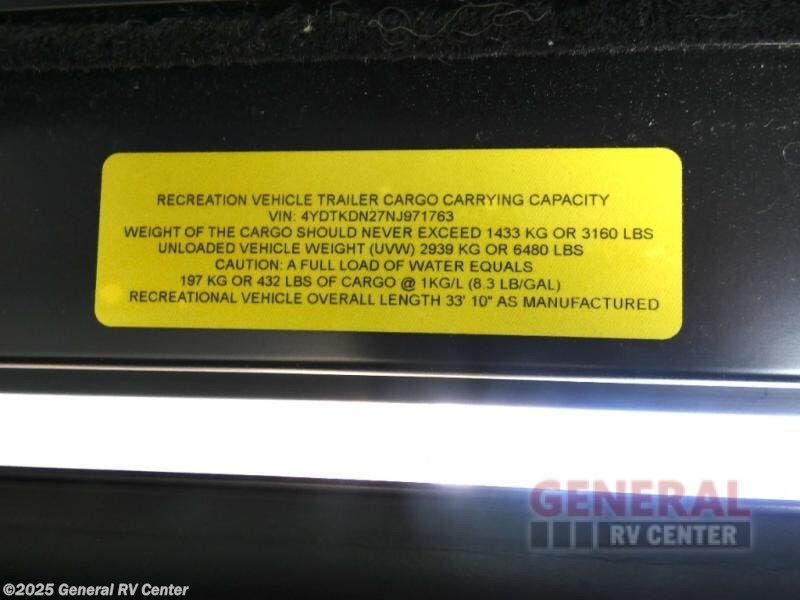 RECREATION VEHICLE TRAILER CARGO CARRYING CAPACITY
VIN: 4YDTKDN27NJ971763
WEIGHT OF THE CARGO SHOULD NEVER EXCEED 1433 KG OR 3160 LBS
UNLOADED VEHICLE WEIGHT (UVW) 2939 KG OR 6480 LBS
CAUTION: A FULL LOAD OF WATER EQUALS
197 KG OR 432 LBS OF CARGO @ 1KG/L (8.3 LB/GAL)
RECREATIONAL VEHICLE OVERALL LENGTH 33' 10" AS MANUFACTURED
GENERAL
RV CENTER
©2025 General RV Center